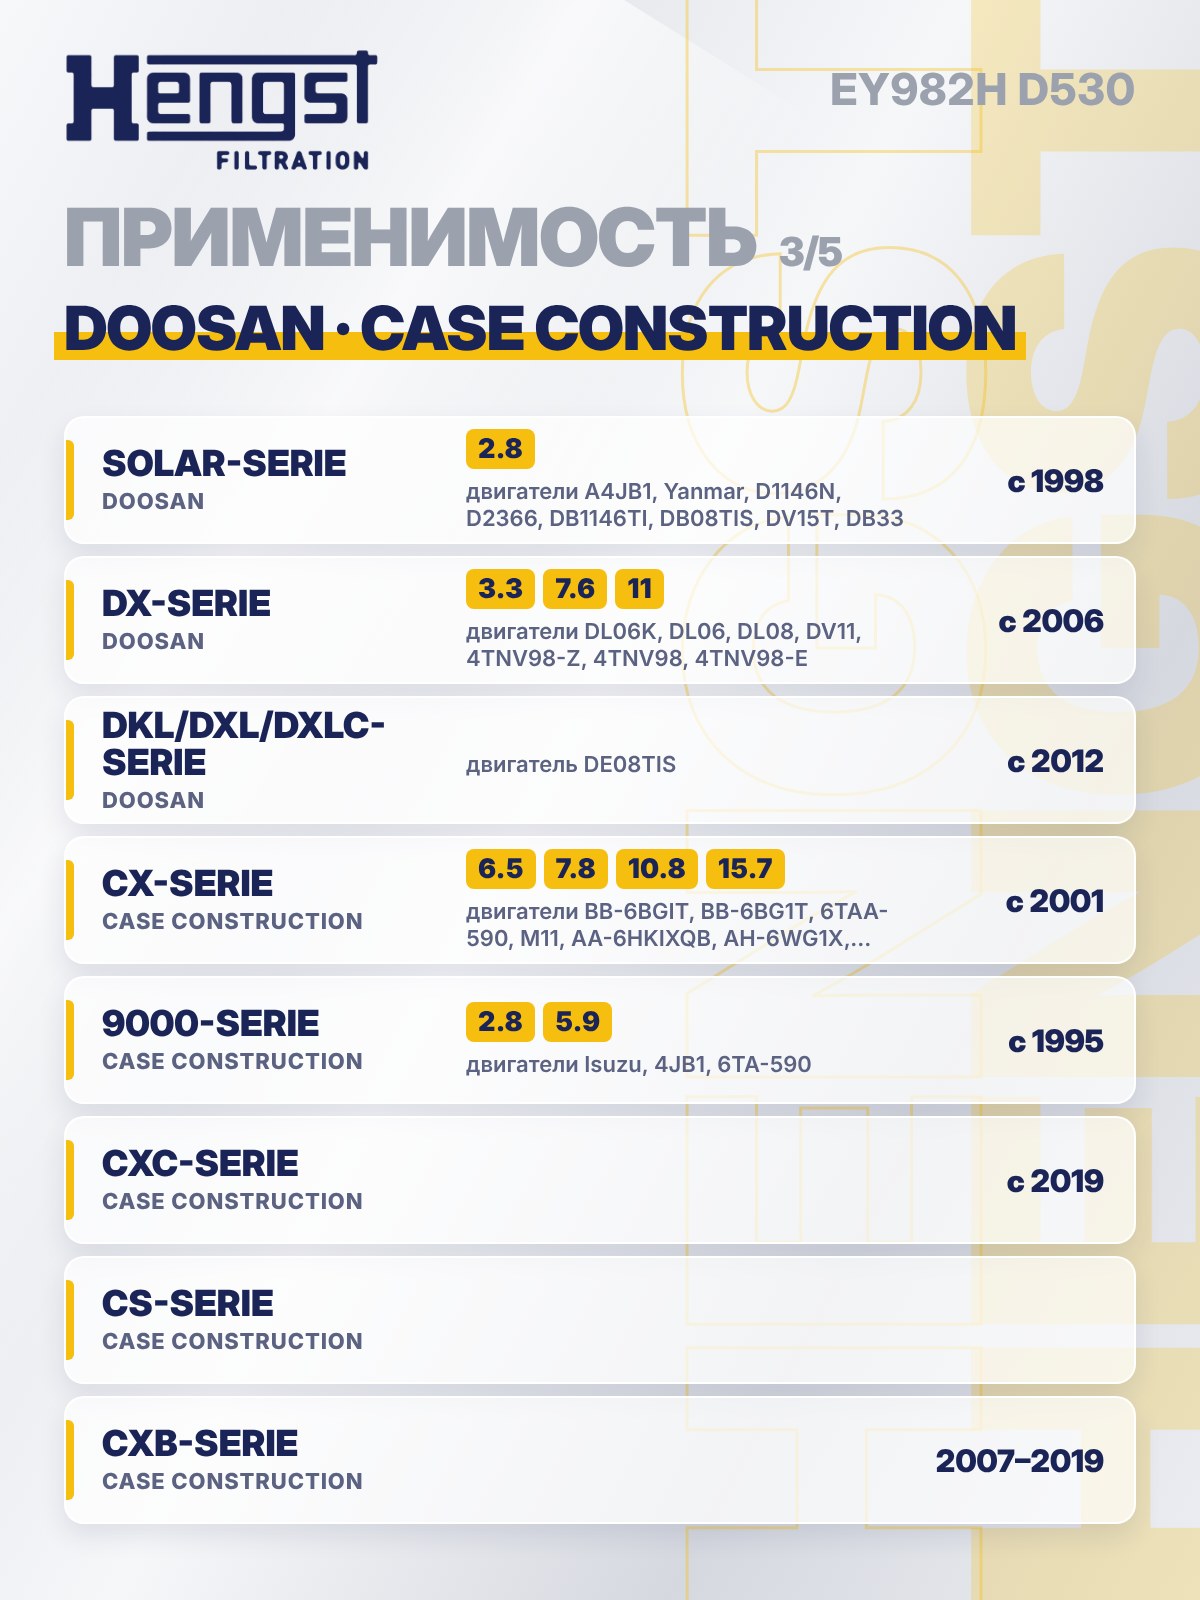 Hengst
FILTRATION
EY982H D530
ПРИМЕНИМОСТЬ 3/5
DOOSAN · CASE CONSTRUCTION
SOLAR-SERIE
DOOSAN
2.8
двигатели A4JB1, Yanmar, D1146N,
D2366, DB1146TI, DB08TIS, DV15T, DB33
с 1998
DX-SERIE
DOOSAN
3.3 7.6 11
двигатели DL06K, DL06, DL08, DV11,
4TNV98-Z, 4TNV98, 4TNV98-E
с 2006
DKL/DXL/DXLC-
SERIE
DOOSAN
двигатель DE08TIS
с 2012
CX-SERIE
CASE CONSTRUCTION
6.5 7.8 10.8 15.7
двигатели BB-6BGIT, BB-6BG1T, 6TAA-
590, M11, AA-6HKIXQB, AH-6WG1X,...
с 2001
9000-SERIE
CASE CONSTRUCTION
2.8 5.9
двигатели Isuzu, 4JB1, 6TA-590
с 1995
CXC-SERIE
CASE CONSTRUCTION
с 2019
CS-SERIE
CASE CONSTRUCTION
CXB-SERIE
CASE CONSTRUCTION
2007–2019
HENGST
HENGST